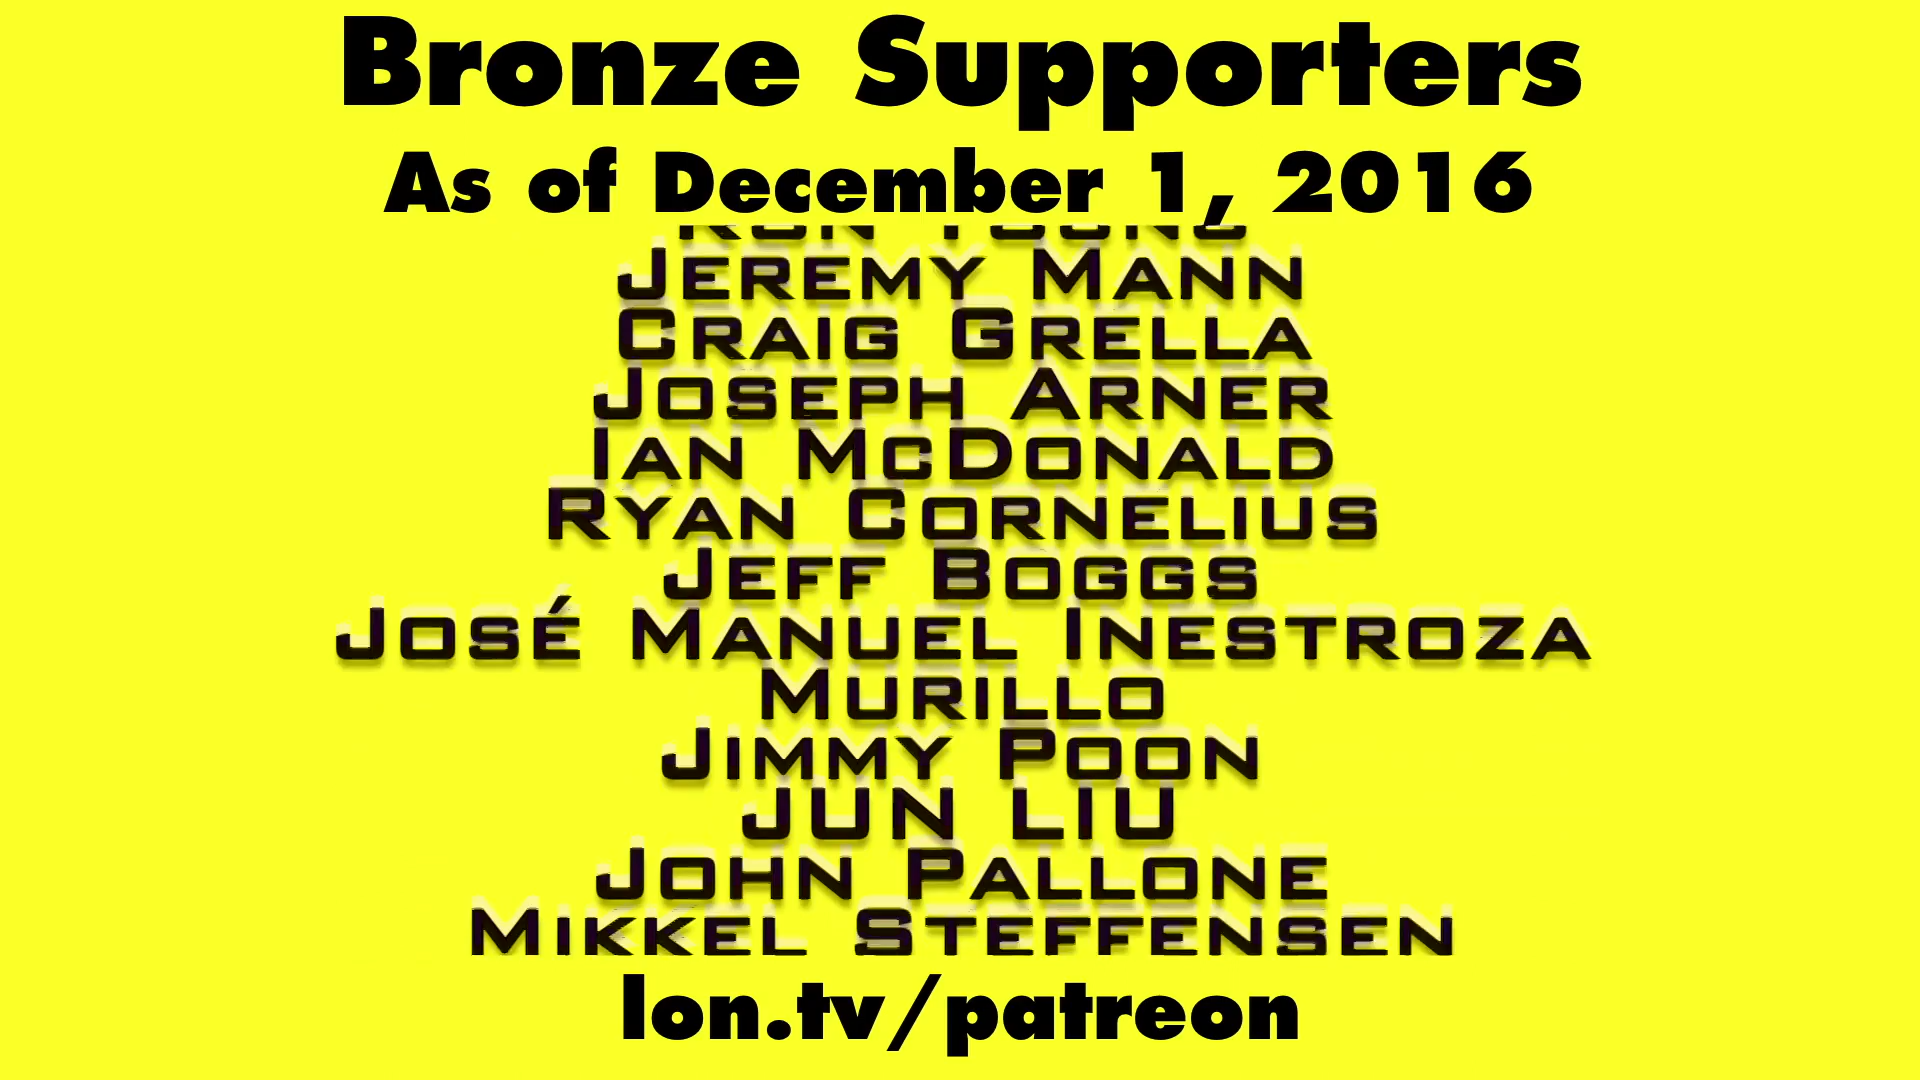 Bronze Supporters
As of December 1, 2016
Jeremy Mann
Craig Grella
Joseph Arner
Ian McDonald
Ryan Cornelius
Jeff Boggs
José Manuel Inestroza
Murillo
Jimmy Poon
JUN LIU
John Pallone
Mikkel Steffensen
lon.tv/patreon